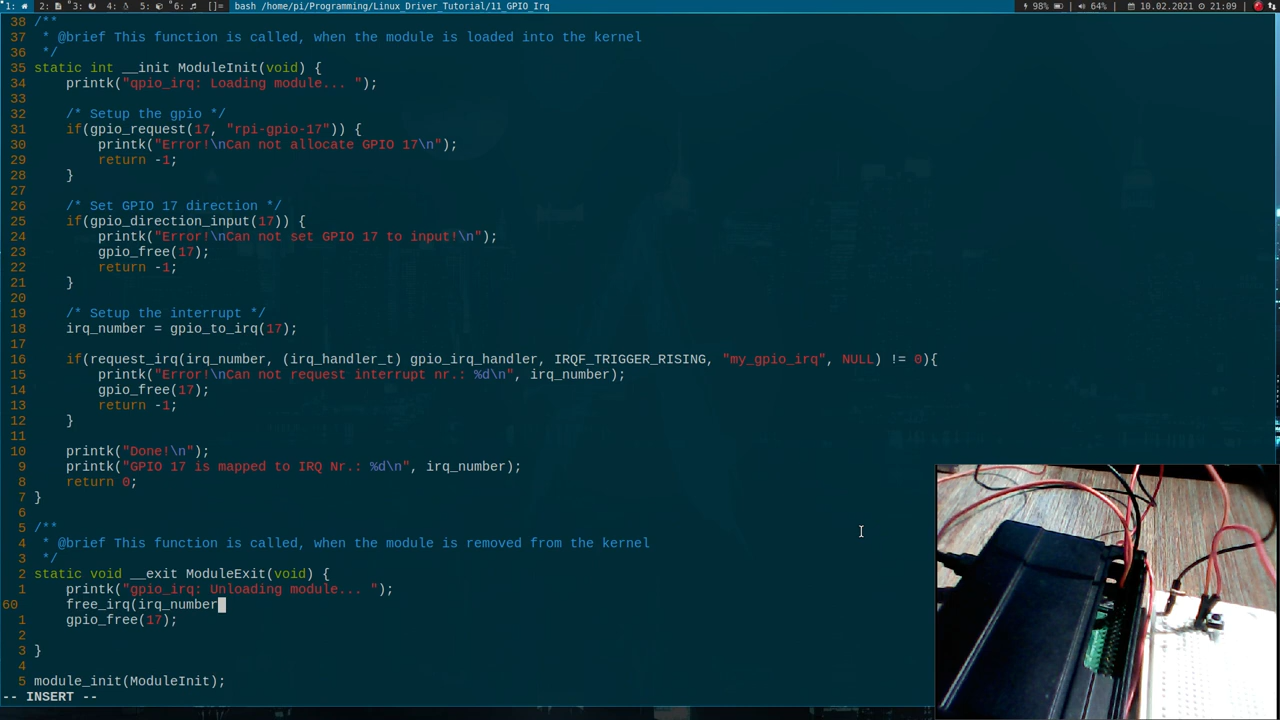 1: 2: 3: 4: 5: 6: []= bash /home/pi/Programming/Linux_Driver_Tutorial/11_GPIO_Irq 98% | 64% | 10.02.2021 21:09
38 /**
37  * @brief This function is called, when the module is loaded into the kernel
36  */
35 static int __init ModuleInit(void) {
34     printk("qpio_irq: Loading module... ");
33
32     /* Setup the gpio */
31     if(gpio_request(17, "rpi-gpio-17")) {
30         printk("Error!\nCan not allocate GPIO 17\n");
29         return -1;
28     }
27
26     /* Set GPIO 17 direction */
25     if(gpio_direction_input(17)) {
24         printk("Error!\nCan not set GPIO 17 to input!\n");
23         gpio_free(17);
22         return -1;
21     }
20
19     /* Setup the interrupt */
18     irq_number = gpio_to_irq(17);
17
16     if(request_irq(irq_number, (irq_handler_t) gpio_irq_handler, IRQF_TRIGGER_RISING, "my_gpio_irq", NULL) != 0){
15         printk("Error!\nCan not request interrupt nr.: %d\n", irq_number);
14         gpio_free(17);
13         return -1;
12     }
11
10     printk("Done!\n");
9     printk("GPIO 17 is mapped to IRQ Nr.: %d\n", irq_number);
8     return 0;
7 }
6
5 /**
4  * @brief This function is called, when the module is removed from the kernel
3  */
2 static void __exit ModuleExit(void) {
1     printk("gpio_irq: Unloading module... ");
60     free_irq(irq_number
1     gpio_free(17);
2
3 }
4
5 module_init(ModuleInit);
-- INSERT --